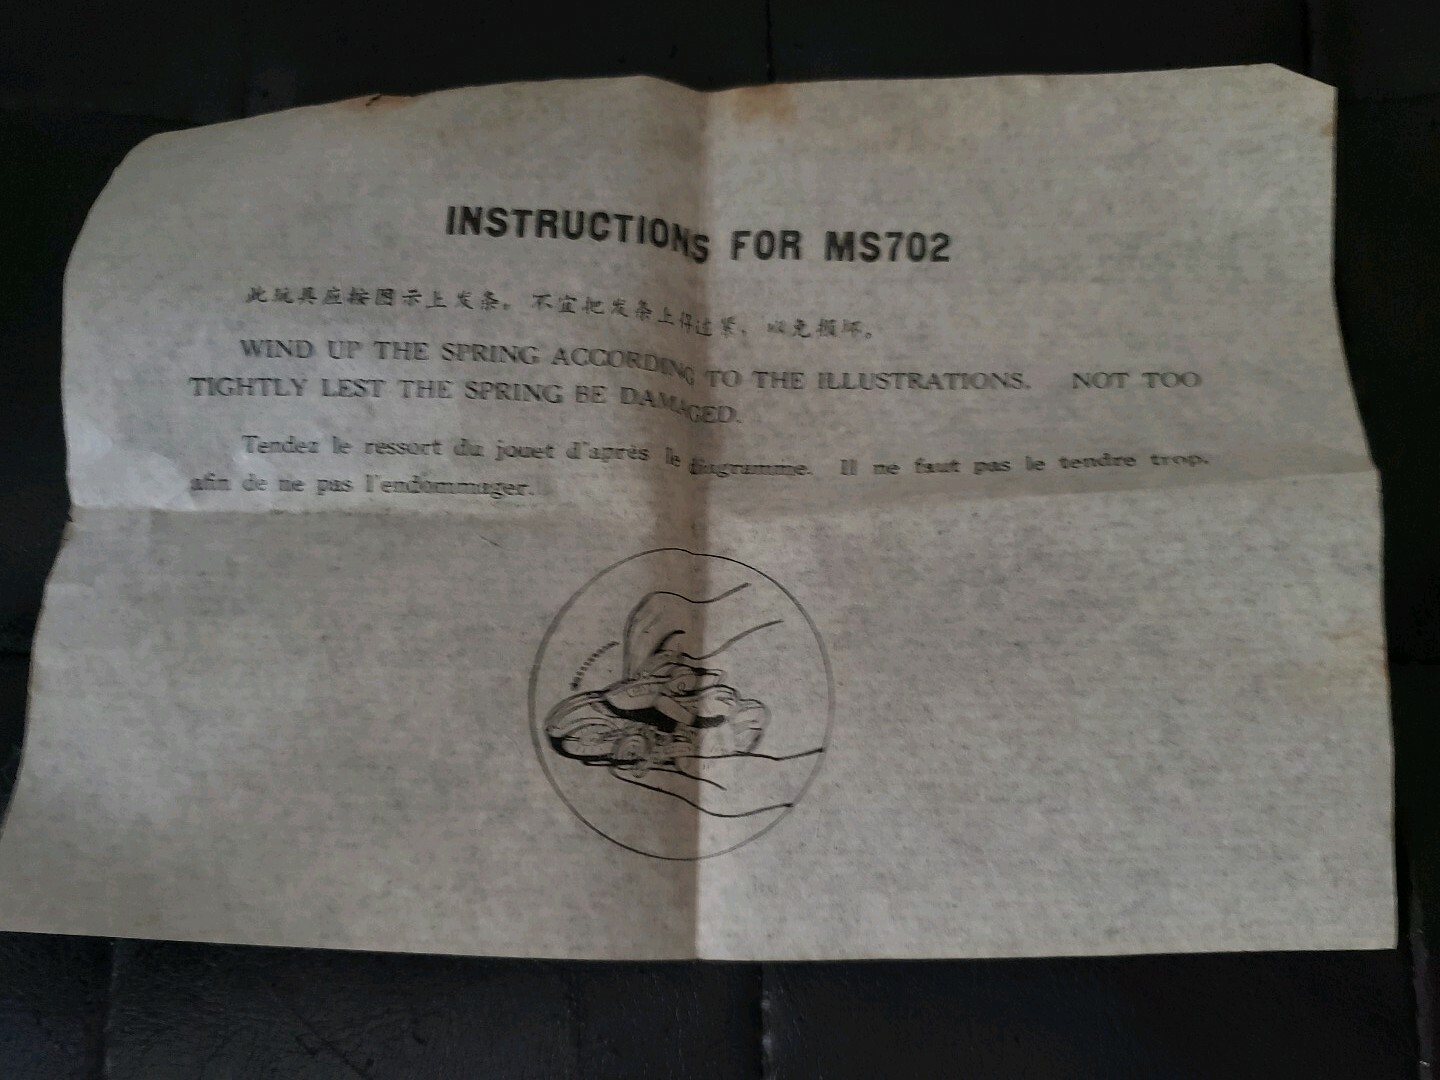 INSTRUCTIONS FOR MS702
此玩具应按图示上发条。不宜把发条上得过紧，以免损坏。
WIND UP THE SPRING ACCORDING TO THE ILLUSTRATIONS. NOT TOO
TIGHTLY LEST THE SPRING BE DAMAGED.
Tendez le ressort du jouet d'après le diagramme. Il ne faut pas le tendre trop.
afin de ne pas l'endommager.